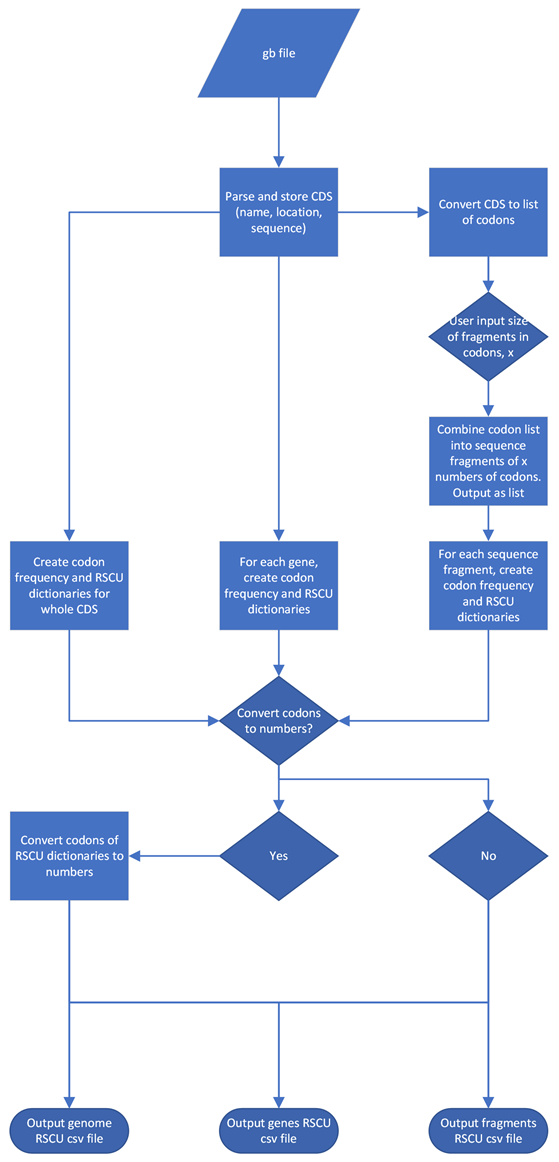 gb file
Parse and store CDS
(name, location,
sequence)
Convert CDS to list
of codons
User input size
of fragments in
codons, x
Combine codon list
into sequence
fragments of x
numbers of codons.
Output as list
Create codon
frequency and RSCU
dictionaries for
whole CDS
For each gene,
create codon
frequency and RSCU
dictionaries
For each sequence
fragment, create
codon frequency
and RSCU
dictionaries
Convert codons
to numbers?
Convert codons of
RSCU dictionaries to
numbers
Yes
No
Output genome
RSCU csv file
Output genes RSCU
csv file
Output fragments
RSCU csv file